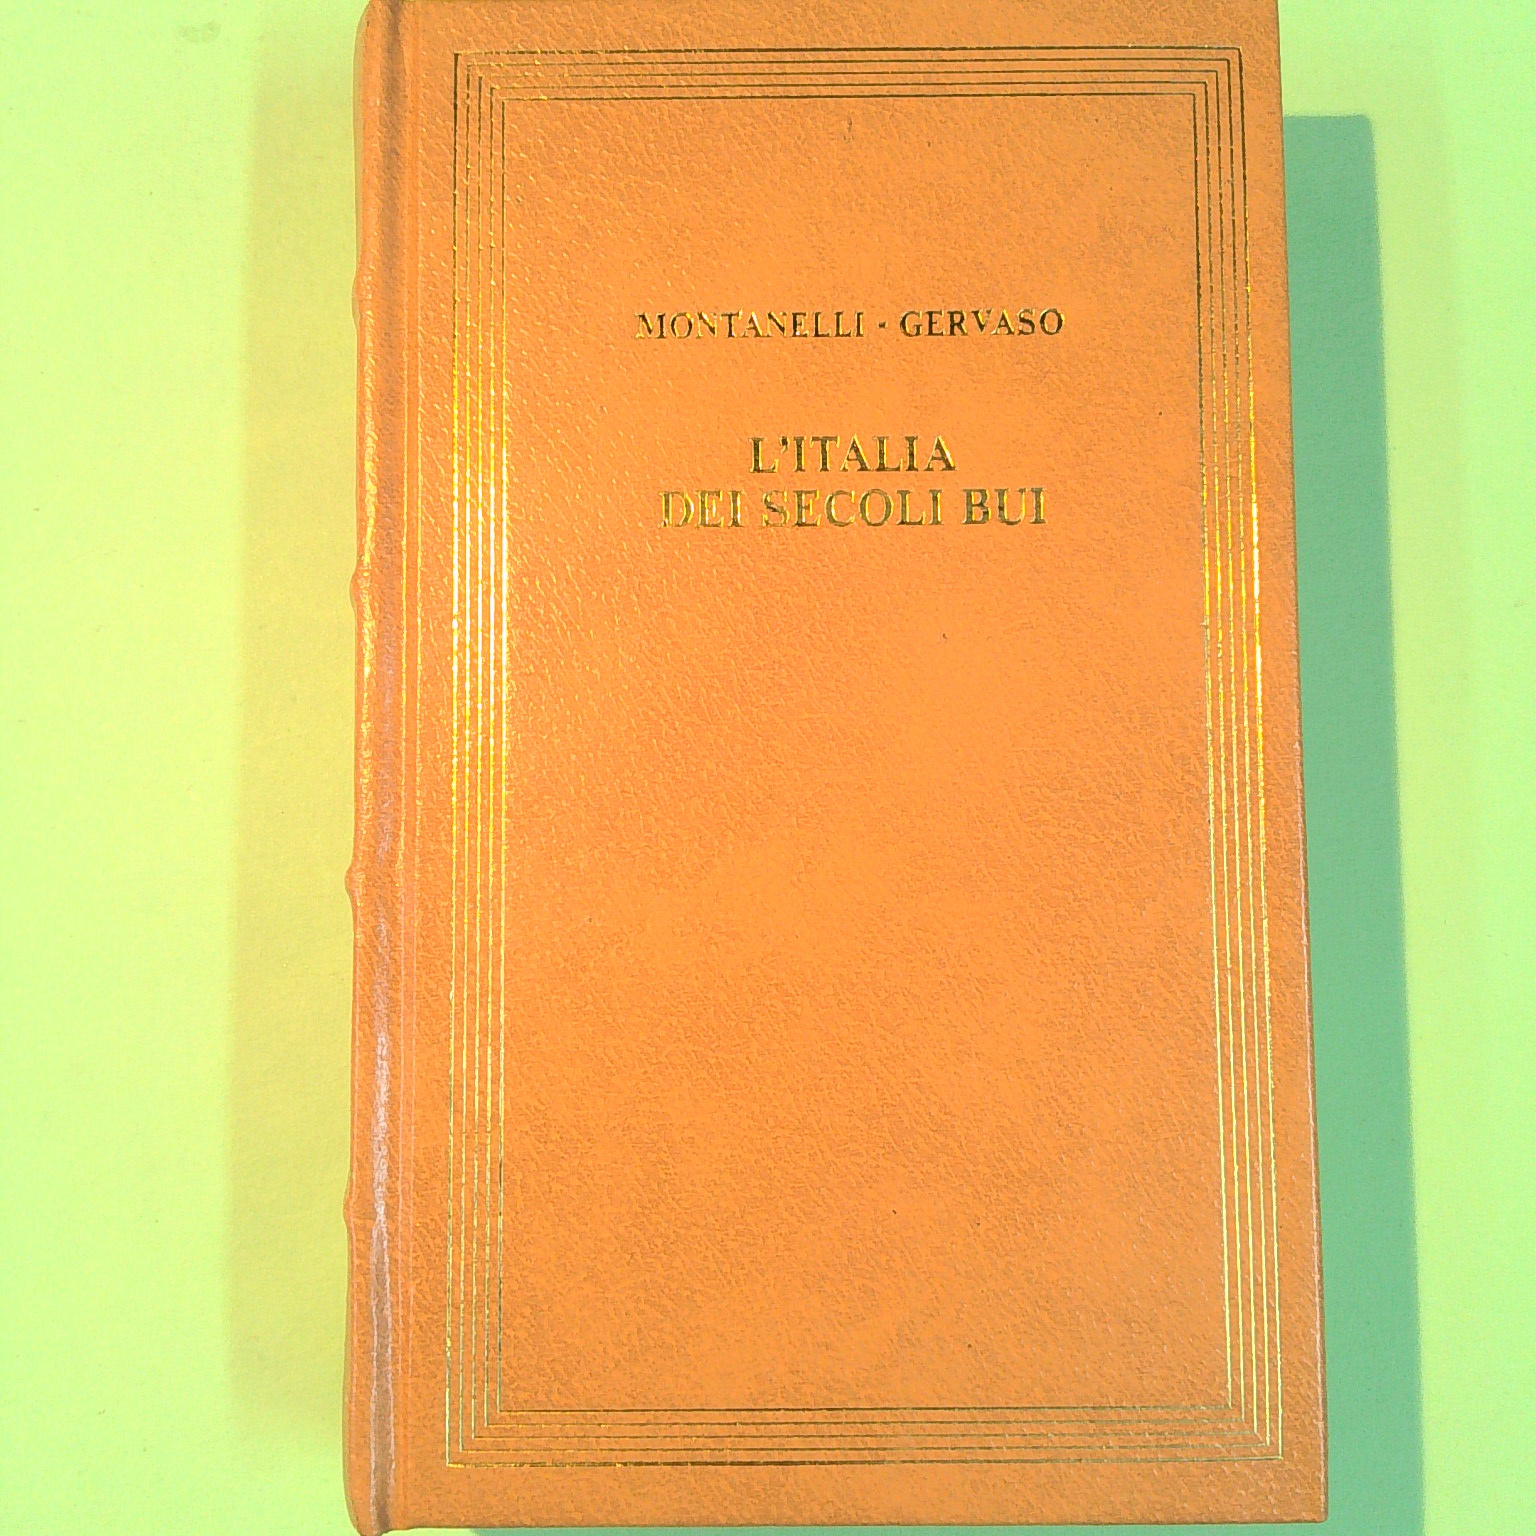 MONTANELLI - GERVASO
L'ITALIA
DEI SECOLI BUI